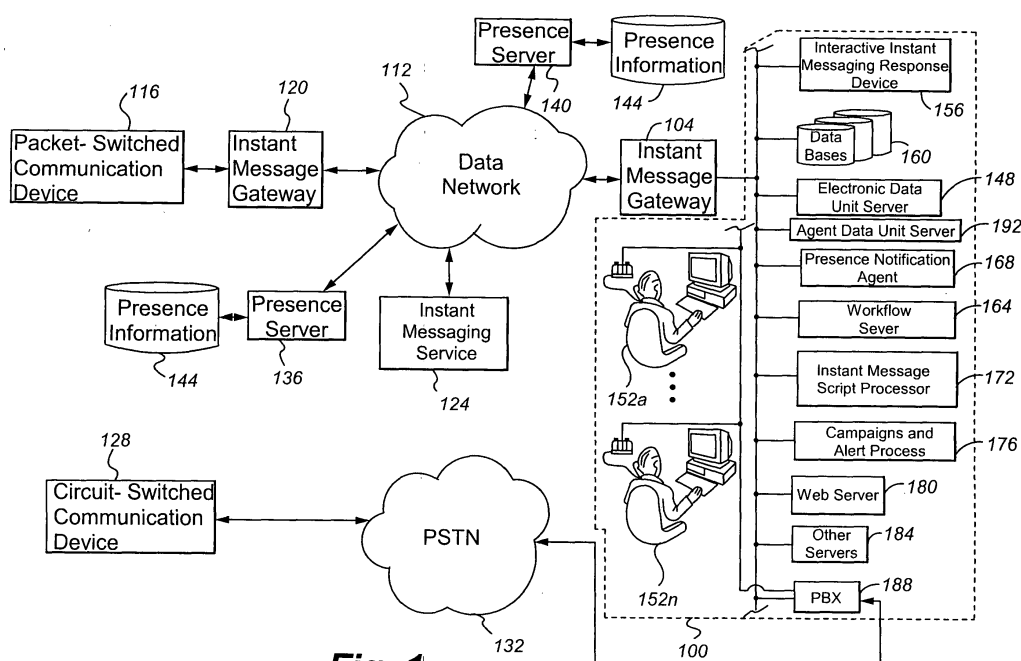 Presence
Server
140
Presence
Information
144
Interactive Instant
Messaging Response
Device
156
116
Packet- Switched
Communication
Device
120
Instant
Message
Gateway
112
Data
Network
104
Instant
Message
Gateway
Data
Bases
160
Electronic Data
Unit Server
148
Agent Data Unit Server
192
Presence Notification
Agent
168
Presence
Information
144
Presence
Server
136
Instant
Messaging
Service
124
152a
Workflow
Sever
164
Instant Message
Script Processor
172
Campaigns and
Alert Process
176
128
Circuit- Switched
Communication
Device
PSTN
132
152n
Web Server
180
Other
Servers
184
PBX
188
100
Fig. 1